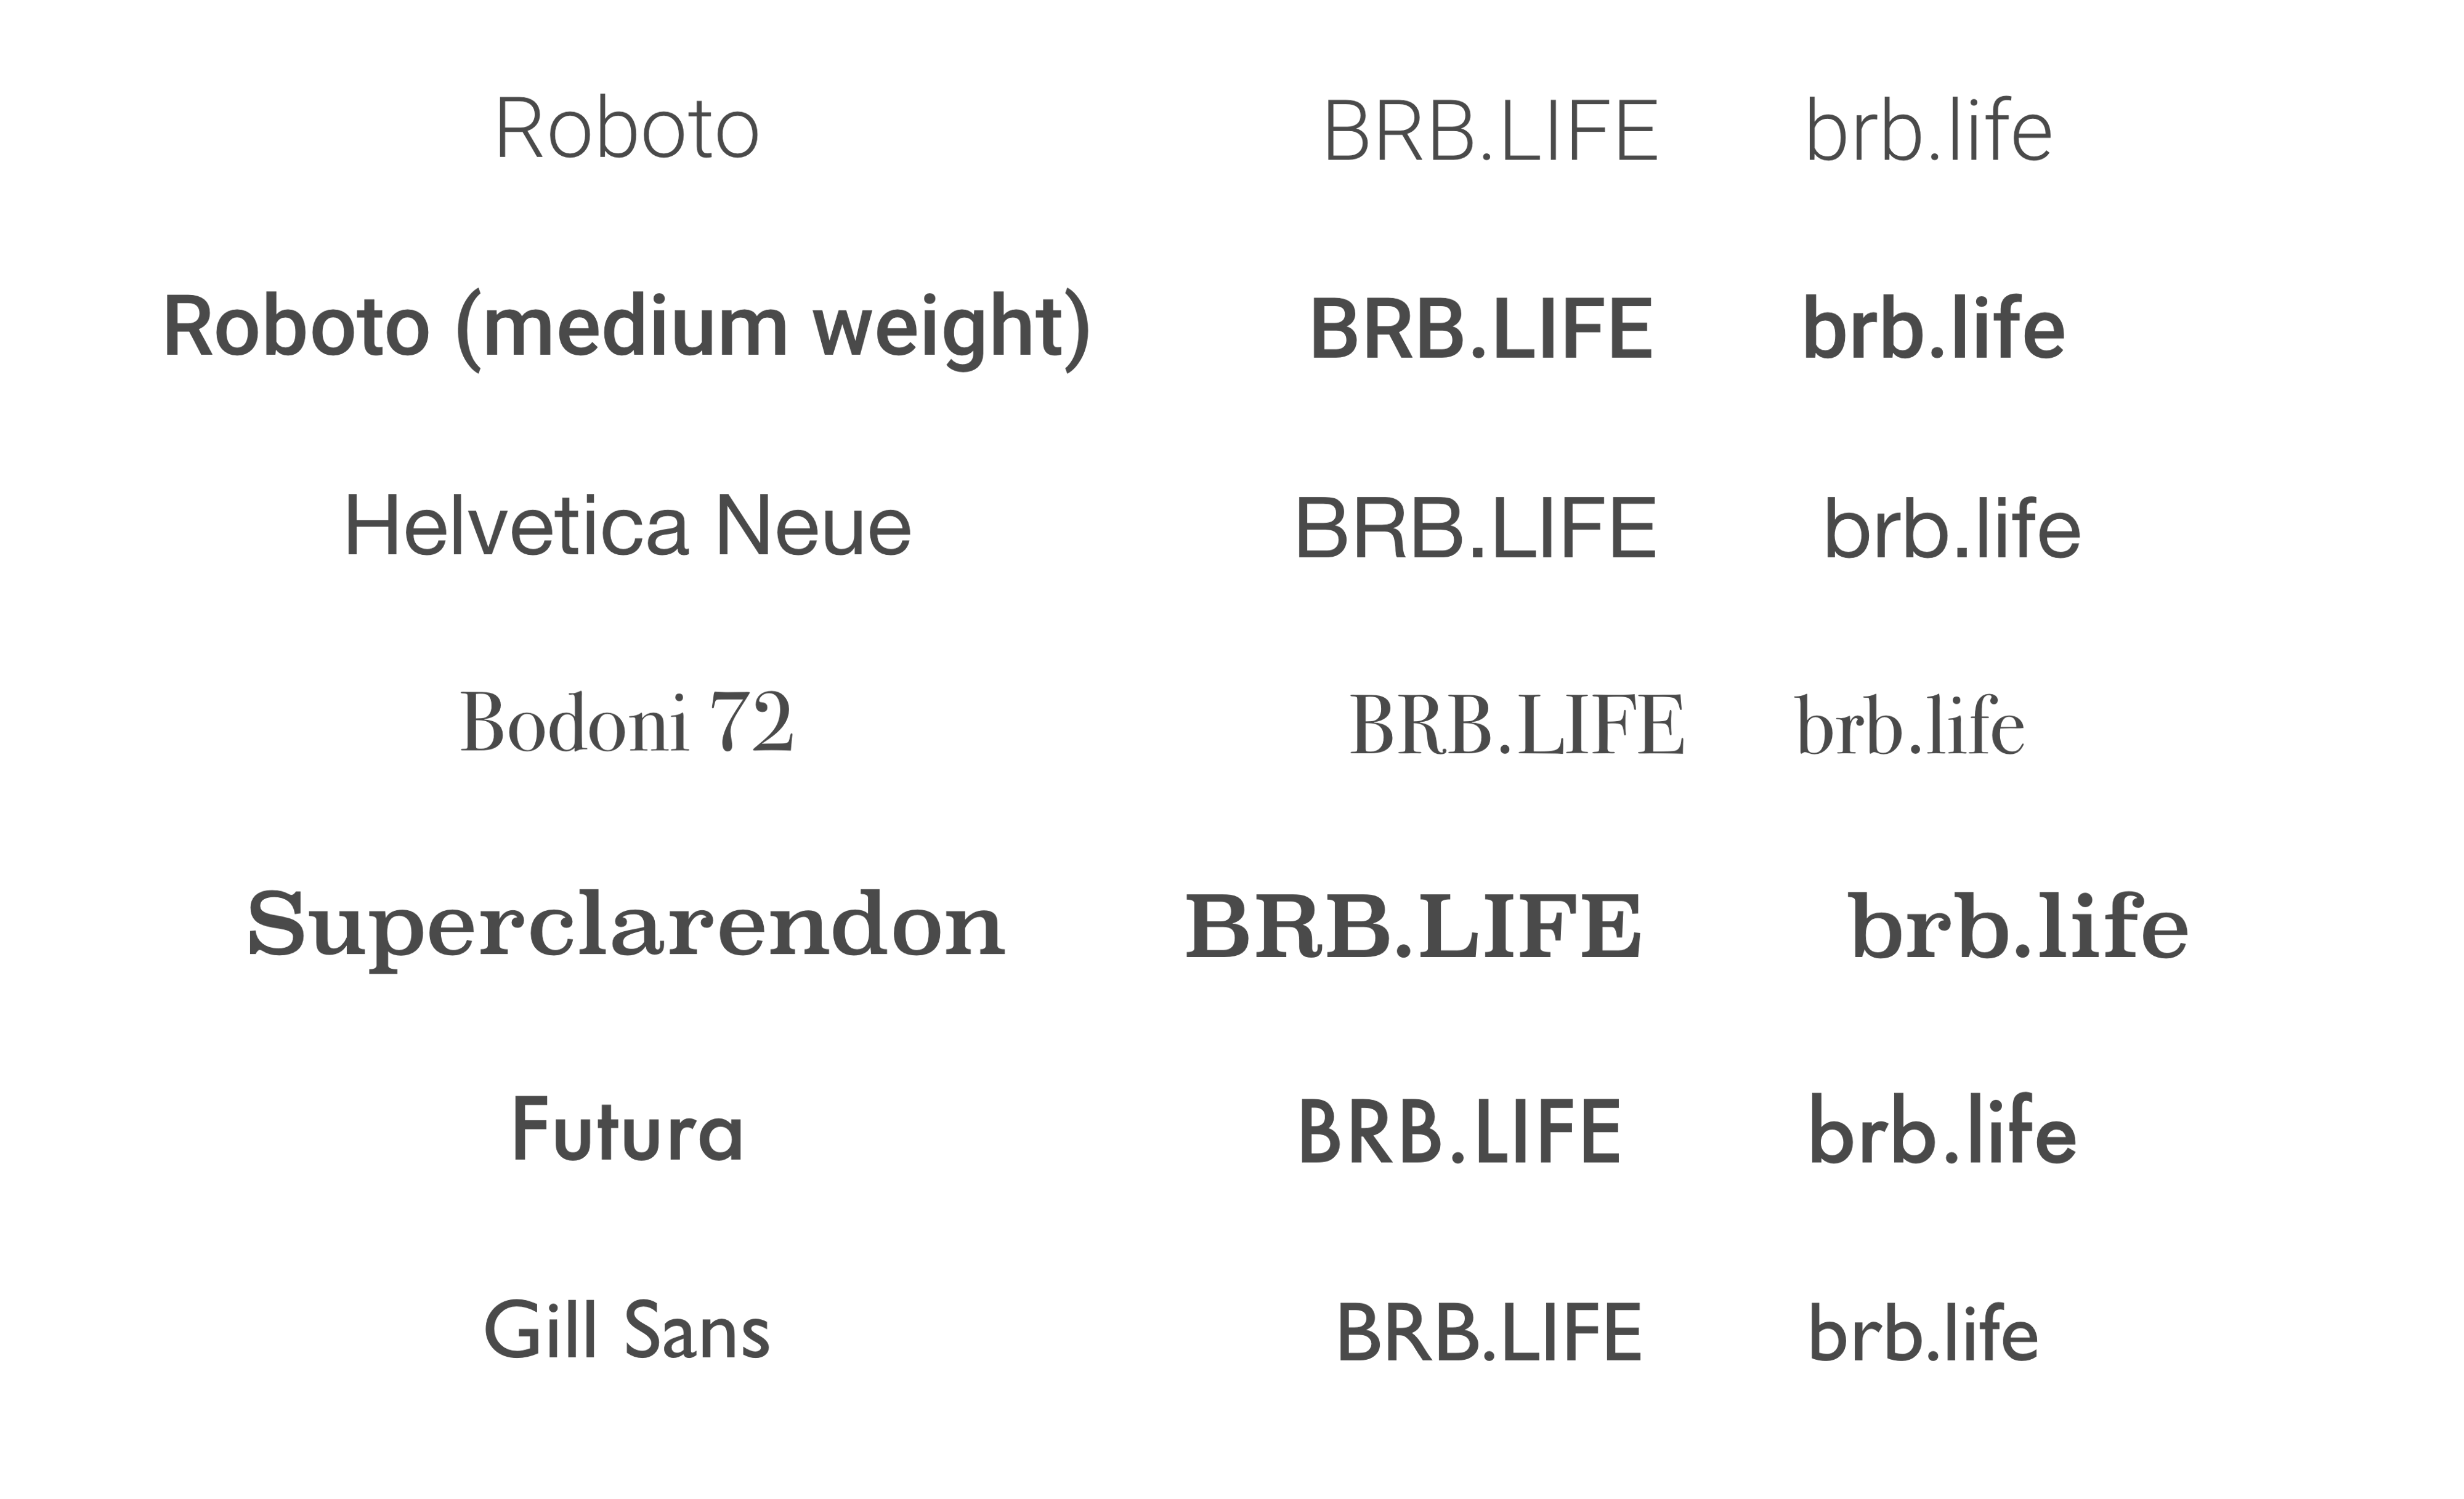 Roboto BRB.LIFE brb.life
Roboto (medium weight) BRB.LIFE brb.life
Helvetica Neue BRB.LIFE brb.life
Bodoni 72 BRB.LIFE brb.life
Superclarendon BRB.LIFE brb.life
Futura BRB.LIFE brb.life
Gill Sans BRB.LIFE brb.life